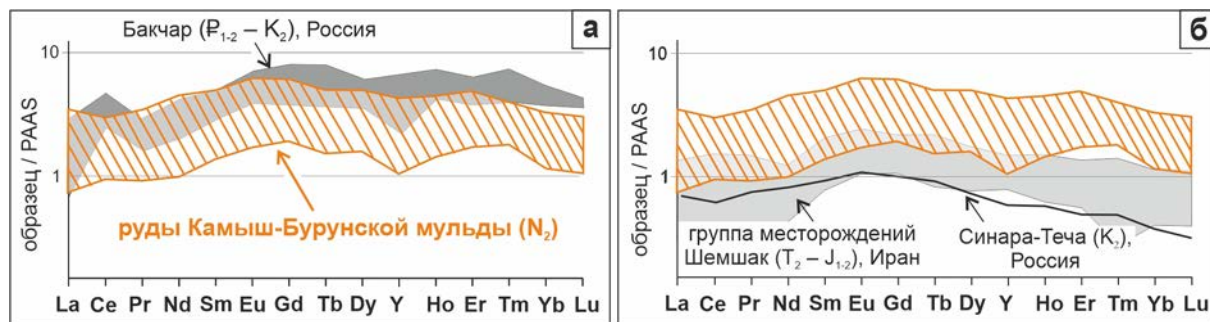 Бакчар (₽₁₋₂ – K₂), Россия
а
10
1
образец / PAAS
руды Камыш-Бурунской мульды (N₂)
La Ce Pr Nd Sm Eu Gd Tb Dy Y Ho Er Tm Yb Lu
б
10
1
образец / PAAS
группа месторождений
Шемшак (T₂ – J₁₋₂), Иран
Синара-Теча (K₂),
Россия
La Ce Pr Nd Sm Eu Gd Tb Dy Y Ho Er Tm Yb Lu